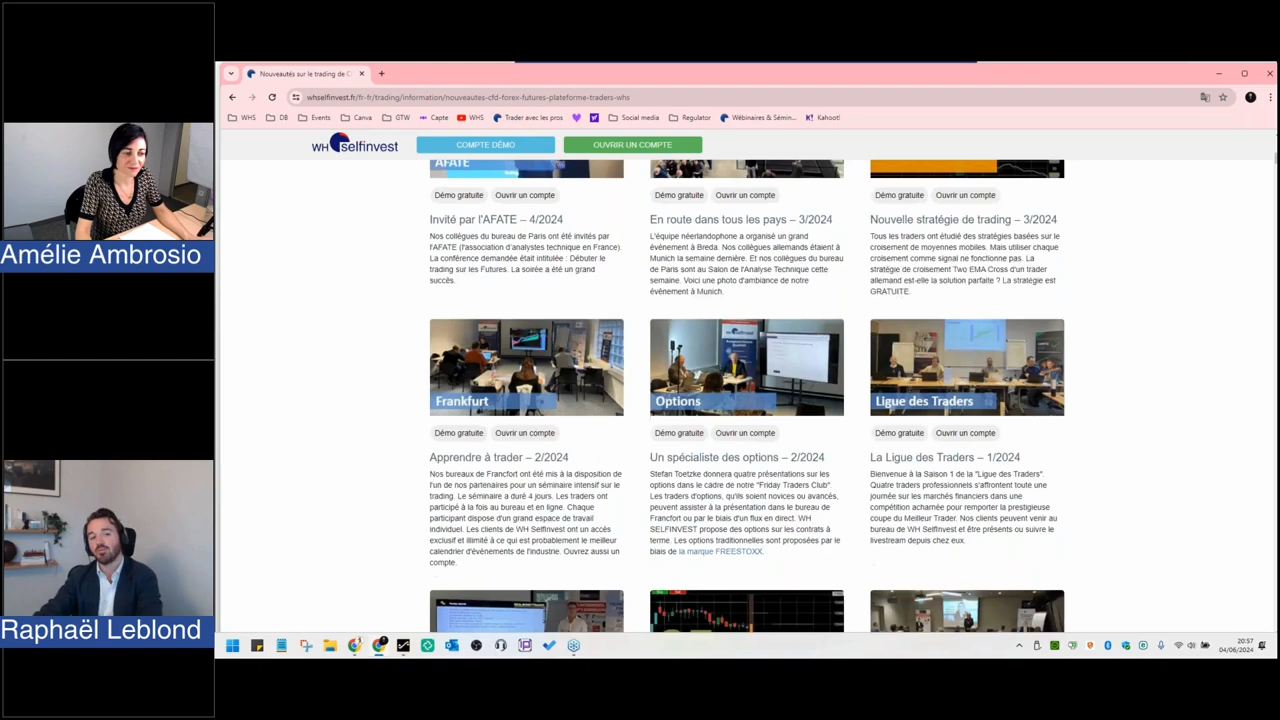 Amélie Ambrosio
Raphaël Leblond
Nouveautés sur le trading de C
whselfinvest.fr/fr-fr/trading/information/nouveautes-cfd-forex-futures-plateforme-traders-whs
WHS DB Events Canva GTW Capte WHS Trader avec les pros Social media Regulator Wébinaires & Sémin... Kahoot!
WH selfinvest COMPTE DÉMO OUVRIR UN COMPTE
AFATE
Démo gratuite Ouvrir un compte
Invité par l'AFATE – 4/2024
Nos collègues du bureau de Paris ont été invités par
l'AFATE (l'association d'analystes technique en France).
La conférence demandée était intitulée : Débuter le
trading sur les Futures. La soirée a été un grand
succès.
Démo gratuite Ouvrir un compte
En route dans tous les pays – 3/2024
L'équipe néerlandophone a organisé un grand
événement à Breda. Nos collègues allemands étaient à
Munich la semaine dernière. Et nos collègues du bureau
de Paris sont au Salon de l'Analyse Technique cette
semaine. Voici une photo d'ambiance de notre
événement à Munich.
Démo gratuite Ouvrir un compte
Nouvelle stratégie de trading – 3/2024
Tous les traders ont étudié des stratégies basées sur le
croisement de moyennes mobiles. Mais utiliser chaque
croisement comme signal ne fonctionne pas. La
stratégie de croisement Two EMA Cross d'un trader
allemand est-elle la solution parfaite ? La stratégie est
GRATUITE.
Frankfurt
Démo gratuite Ouvrir un compte
Apprendre à trader – 2/2024
Nos bureaux de Francfort ont été mis à la disposition de
l'un de nos partenaires pour un séminaire intensif sur le
trading. Le séminaire a duré 4 jours. Les traders ont
participé à la fois au bureau et en ligne. Chaque
participant dispose d'un grand espace de travail
individuel. Les clients de WH SelfInvest ont un accès
exclusif et illimité à ce qui est probablement le meilleur
calendrier d'évènements de l'industrie. Ouvrez aussi un
compte.
Options
Démo gratuite Ouvrir un compte
Un spécialiste des options – 2/2024
Stefan Toetzke donnera quatre présentations sur les
options dans le cadre de notre "Friday Traders Club".
Les traders d'options, qu'ils soient novices ou avancés,
peuvent assister à la présentation dans le bureau de
Francfort ou par le biais d'un flux en direct. WH
SELFINVEST propose des options sur les contrats à
terme. Les options traditionnelles sont proposées par le
biais de la marque FREESTOXX.
Ligue des Traders
Démo gratuite Ouvrir un compte
La Ligue des Traders – 1/2024
Bienvenue à la Saison 1 de la "Ligue des Traders".
Quatre traders professionnels s'affrontent toute une
journée sur les marchés financiers dans une
compétition acharnée pour remporter la prestigieuse
coupe du Meilleur Trader. Nos clients peuvent venir au
bureau de WH SelfInvest et être présents ou suivre le
livestream depuis chez eux.
20:57
04/06/2024